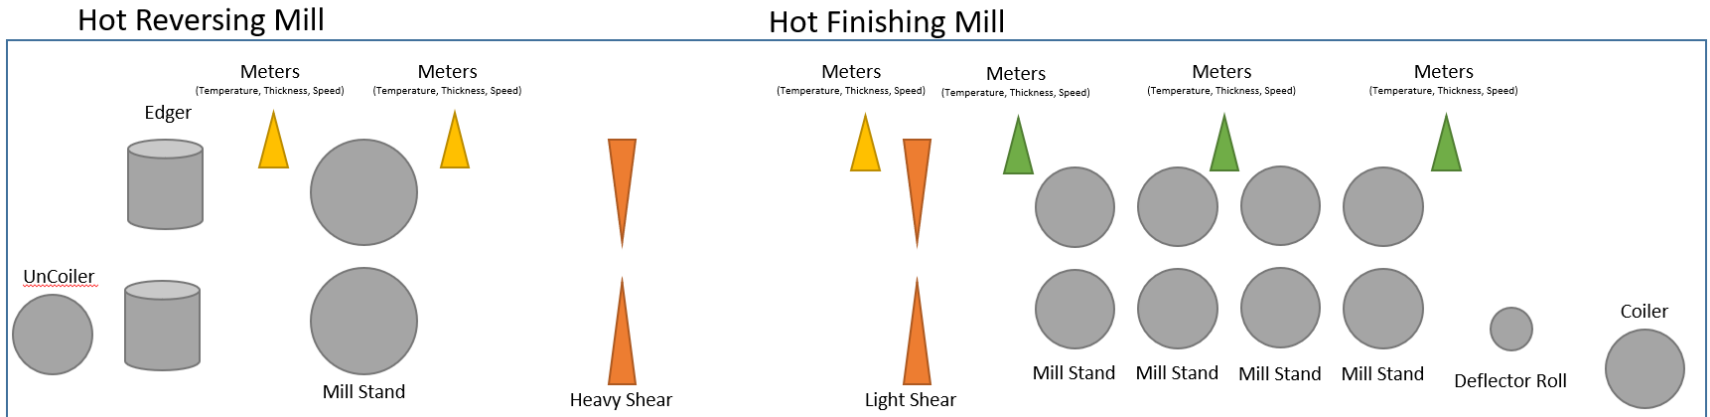 Hot Reversing Mill
Hot Finishing Mill
Meters
(Temperature, Thickness, Speed)
Meters
(Temperature, Thickness, Speed)
Meters
(Temperature, Thickness, Speed)
Meters
(Temperature, Thickness, Speed)
Meters
(Temperature, Thickness, Speed)
Meters
(Temperature, Thickness, Speed)
Edger
UnCoiler
Coiler
Mill Stand
Heavy Shear
Light Shear
Mill Stand
Mill Stand
Mill Stand
Mill Stand
Deflector Roll